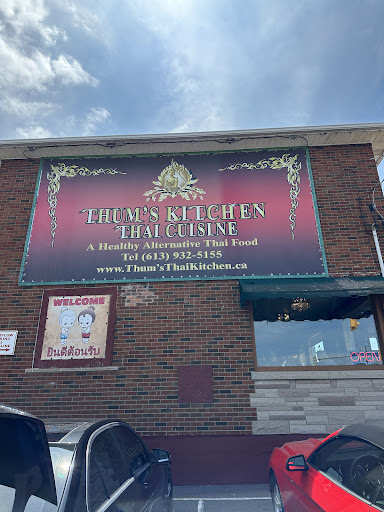 THUM'S KITCHEN
THAI CUISINE
A Healthy Alternative Thai Food
Tel (613) 932-5155
www.Thum'sThaiKitchen.ca
WELCOME
ยินดีต้อนรับ
OPEN